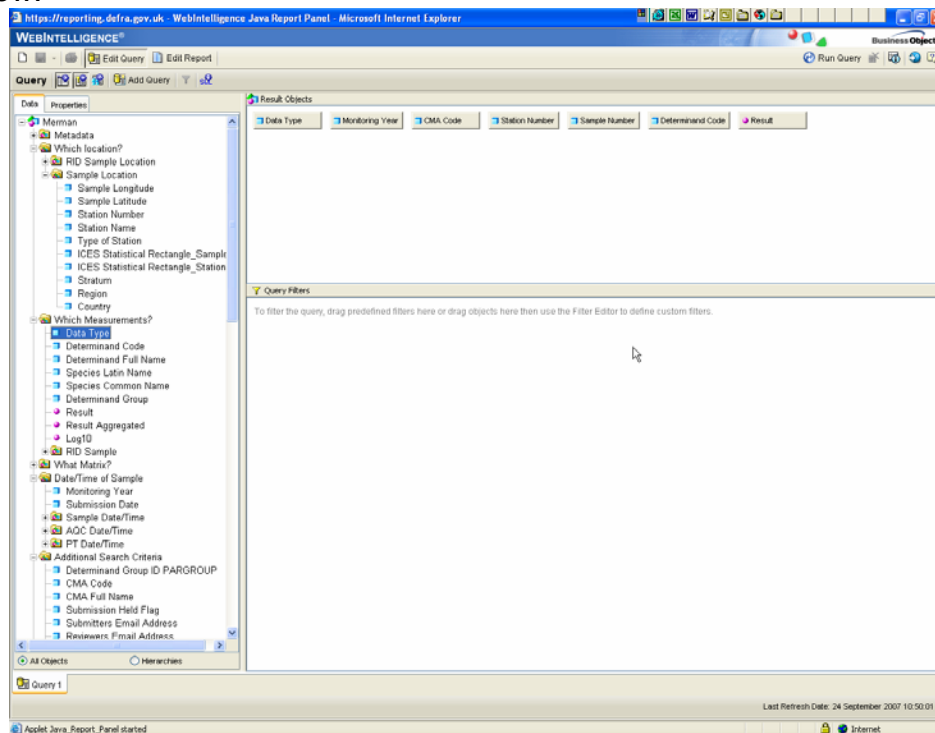 https://reporting.defra.gov.uk - WebIntelligence Java Report Panel - Microsoft Internet Explorer
WEBINTELLIGENCE®
Business Object
Edit Query Edit Report
Run Query
Query Add Query
Data Properties
Merman
Metadata
Which location?
RID Sample Location
Sample Location
Sample Longitude
Sample Latitude
Station Number
Station Name
Type of Station
ICES Statistical Rectangle_Sample
ICES Statistical Rectangle_Station
Stratum
Region
Country
Which Measurements?
Data Type
Determinand Code
Determinand Full Name
Species Latin Name
Species Common Name
Determinand Group
Result
Result Aggregated
Log10
RID Sample
What Matrix?
Date/Time of Sample
Monitoring Year
Submission Date
Sample Date/Time
AQC Date/Time
PT Date/Time
Additional Search Criteria
Determinand Group ID PARGROUP
CMA Code
CMA Full Name
Submission Held Flag
Submitters Email Address
Reviewers Email Address
All Objects Hierarchies
Result Objects
Data Type Monitoring Year CMA Code Station Number Sample Number Determinand Code Result
Query Filters
To filter the query, drag predefined filters here or drag objects here then use the Filter Editor to define custom filters.
Query 1
Last Refresh Date: 24 September 2007 10:50:01
Applet Java_Report_Panel started
Internet